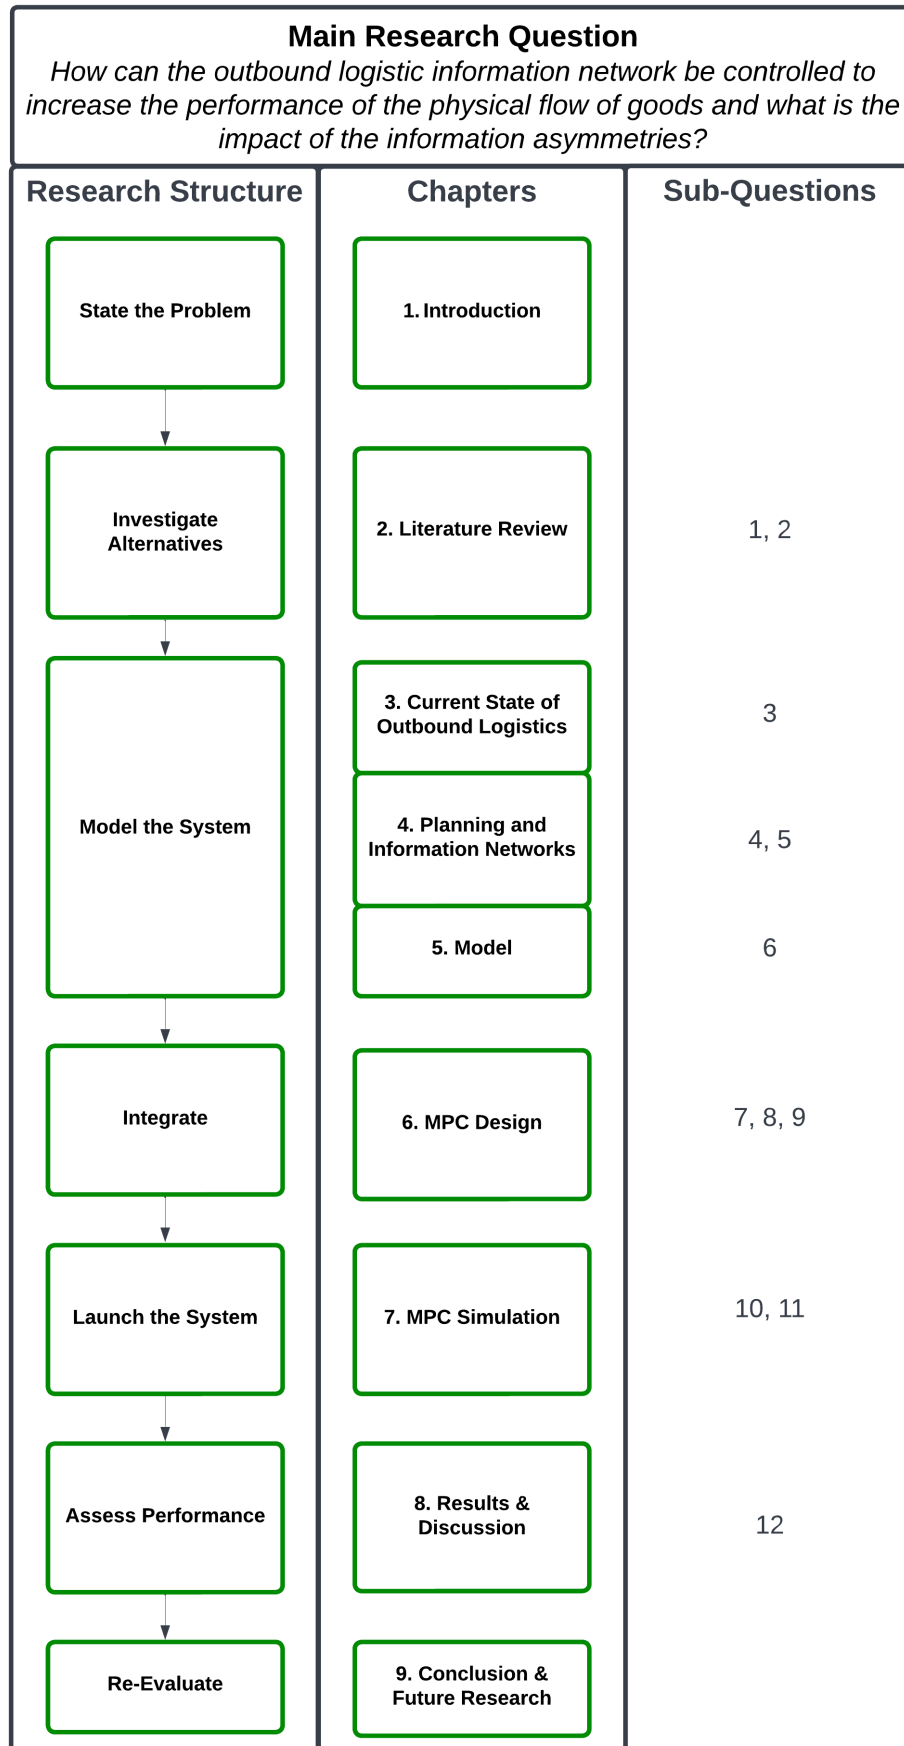 Main Research Question
How can the outbound logistic information network be controlled to
increase the performance of the physical flow of goods and what is the
impact of the information asymmetries?
Research Structure
Chapters
Sub-Questions
State the Problem
1. Introduction
Investigate
Alternatives
2. Literature Review
1, 2
Model the System
3. Current State of
Outbound Logistics
3
4. Planning and
Information Networks
4, 5
5. Model
6
Integrate
6. MPC Design
7, 8, 9
Launch the System
7. MPC Simulation
10, 11
Assess Performance
8. Results &
Discussion
12
Re-Evaluate
9. Conclusion &
Future Research